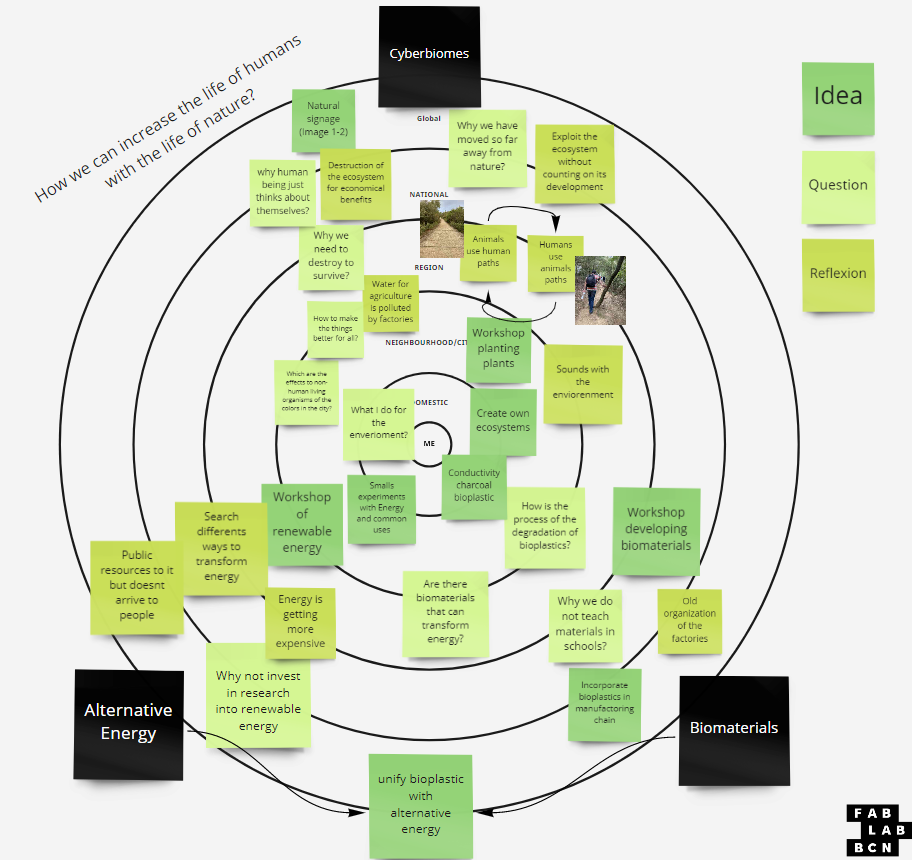 Cyberbiomes
How we can increase the life of humans
with the life of nature?
Idea
Question
Reflexion
Global
Natural
signage
(Image 1-2)
Why we have
moved so far
away from
nature?
Exploit the
ecosystem
without
counting on its
development
why human
being just
thinks about
themselves?
Destruction of
the ecosystem
for economical
benefits
NATIONAL
Why we
need to
destroy to
survive?
Animals
use human
paths
Humans
use
animals
paths
REGION
Water for
agriculture
is polluted
by factories
How to make
the things
better for all?
NEIGHBOURHOOD/CIT
Workshop
planting
plants
Which are the
effects to non-
human living
organisms of the
colors in the city?
Sounds with
the
enviorenment
OMESTIC
What I do for
the
enverioment?
Create own
ecosystems
ME
Conductivity
charcoal
bioplastic
Smalls
experiments
with Energy
and common
uses
Workshop
of
renewable
energy
How is the
process of the
degradation of
bioplastics?
Workshop
developing
biomaterials
Search
differents
ways to
transform
energy
Public
resources to it
but doesnt
arrive to
people
Energy is
getting
more
expensive
Are there
biomaterials
that can
transform
energy?
Why we do
not teach
materials in
schools?
Old
organization
of the
factories
Why not invest
in research
into renewable
energy
Incorporate
bioplastics in
manufactoring
chain
Alternative
Energy
Biomaterials
unify bioplastic
with
alternative
energy
FAB
LAB
BCN